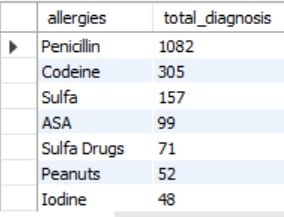 allergies total_diagnosis
Penicillin 1082
Codeine 305
Sulfa 157
ASA 99
Sulfa Drugs 71
Peanuts 52
Iodine 48